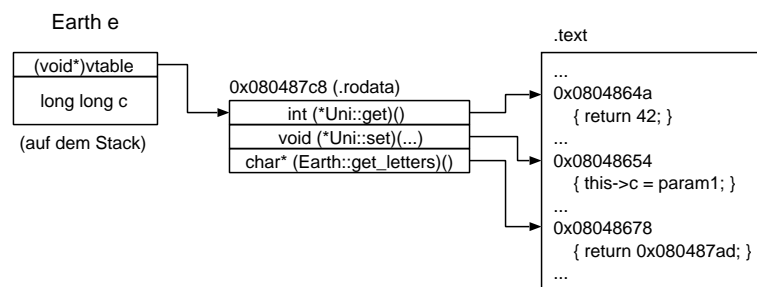 Earth e
(void*)vtable
long long c
(auf dem Stack)
0x080487c8 (.rodata)
int (*Uni::get)()
void (*Uni::set)(...)
char* (Earth::get_letters)()
.text
...
0x0804864a
{ return 42; }
...
0x08048654
{ this->c = param1; }
...
0x08048678
{ return 0x080487ad; }
...